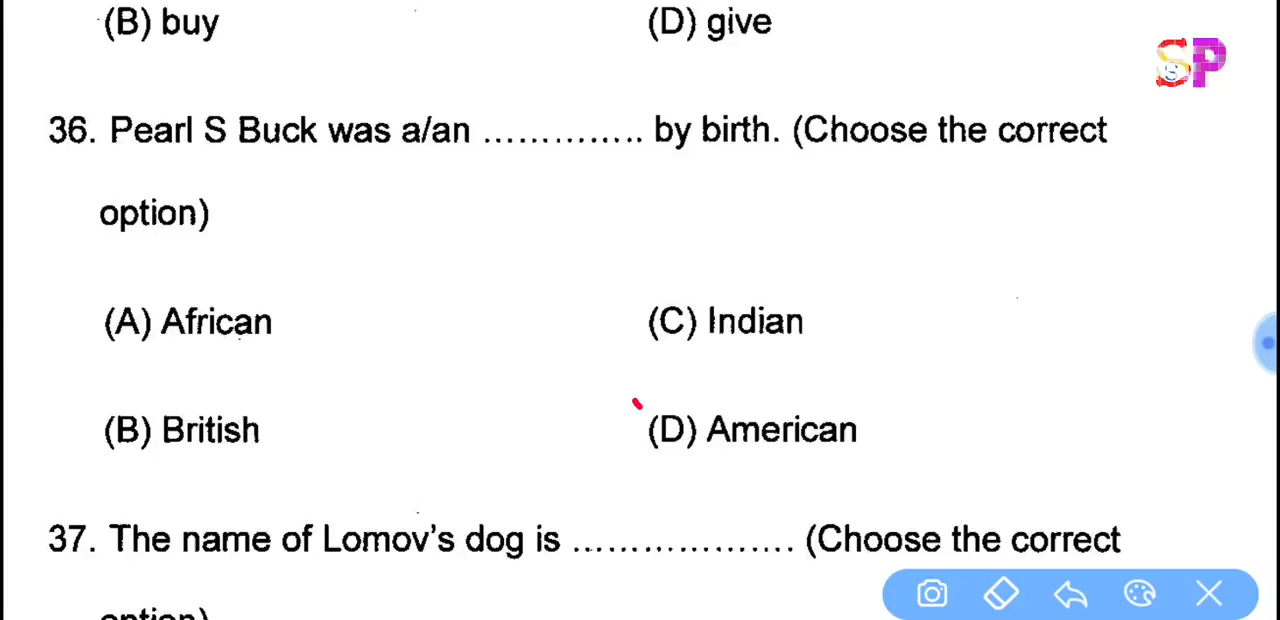 (B) buy (D) give
SP
36. Pearl S Buck was a/an .............. by birth. (Choose the correct
option)
(A) African (C) Indian
(B) British (D) American
37. The name of Lomov's dog is ................... (Choose the correct
option)